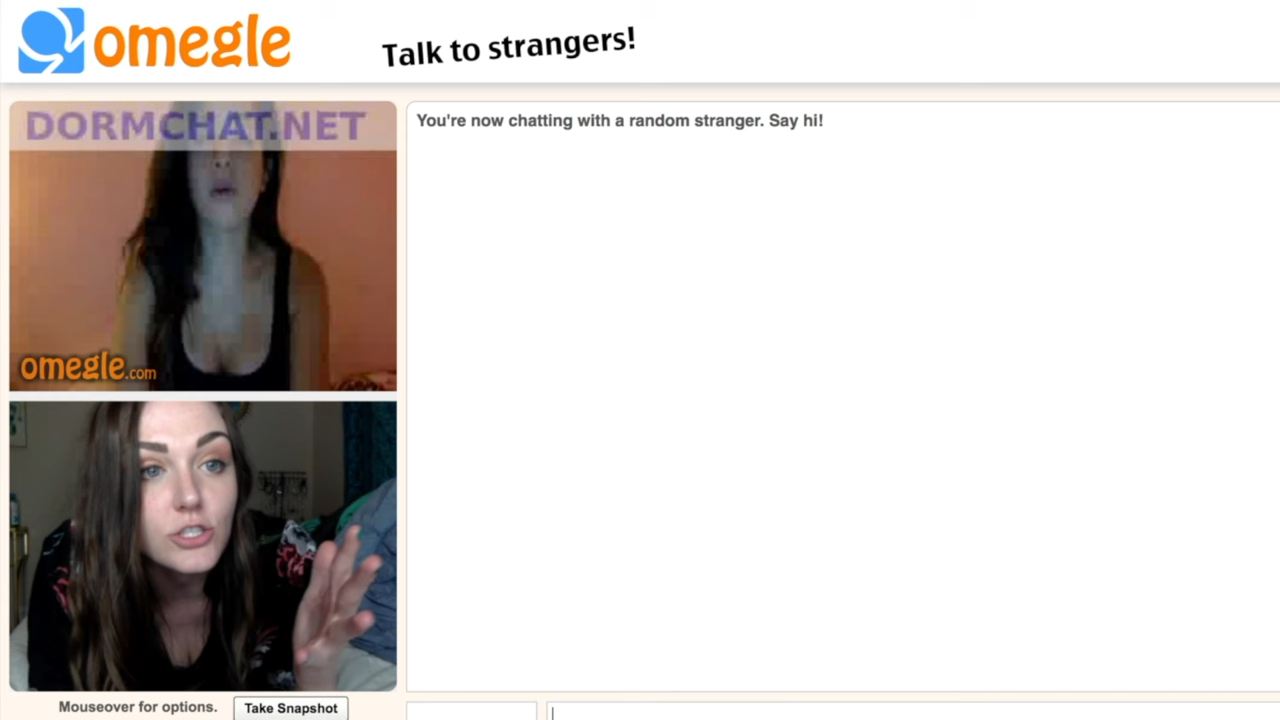 omegle
Talk to strangers!
DORMCHAT.NET
omegle.com
You're now chatting with a random stranger. Say hi!
Mouseover for options.
Take Snapshot